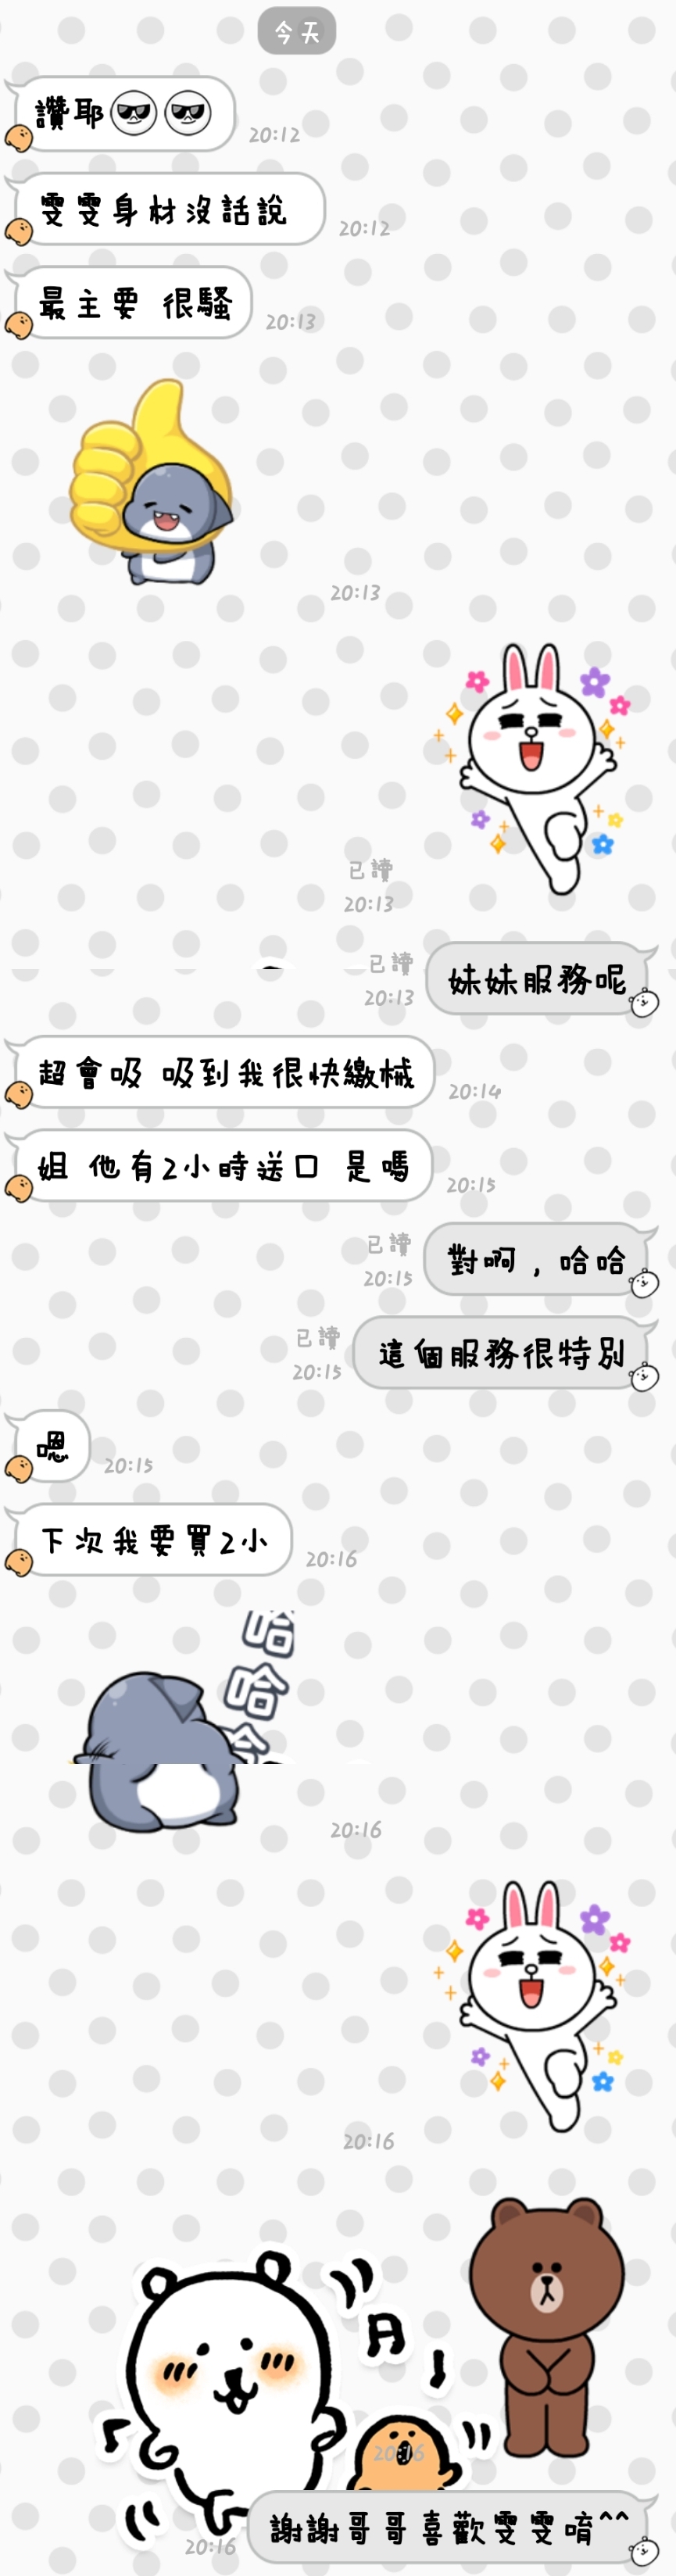 今天
讚耶
20:12
雯雯身材沒話說
20:12
最主要 很騷
20:13
20:13
已讀
20:13
已讀
20:13
妹妹服務呢
超會吸 吸到我很快繳械
20:14
姐 他有2小時送口 是嗎
20:15
已讀
20:15
對啊，哈哈
已讀
20:15
這個服務很特別
嗯
20:15
下次我要買2小
20:16
哈哈
20:16
20:16
20:16
20:16
謝謝哥哥喜歡雯雯唷^^